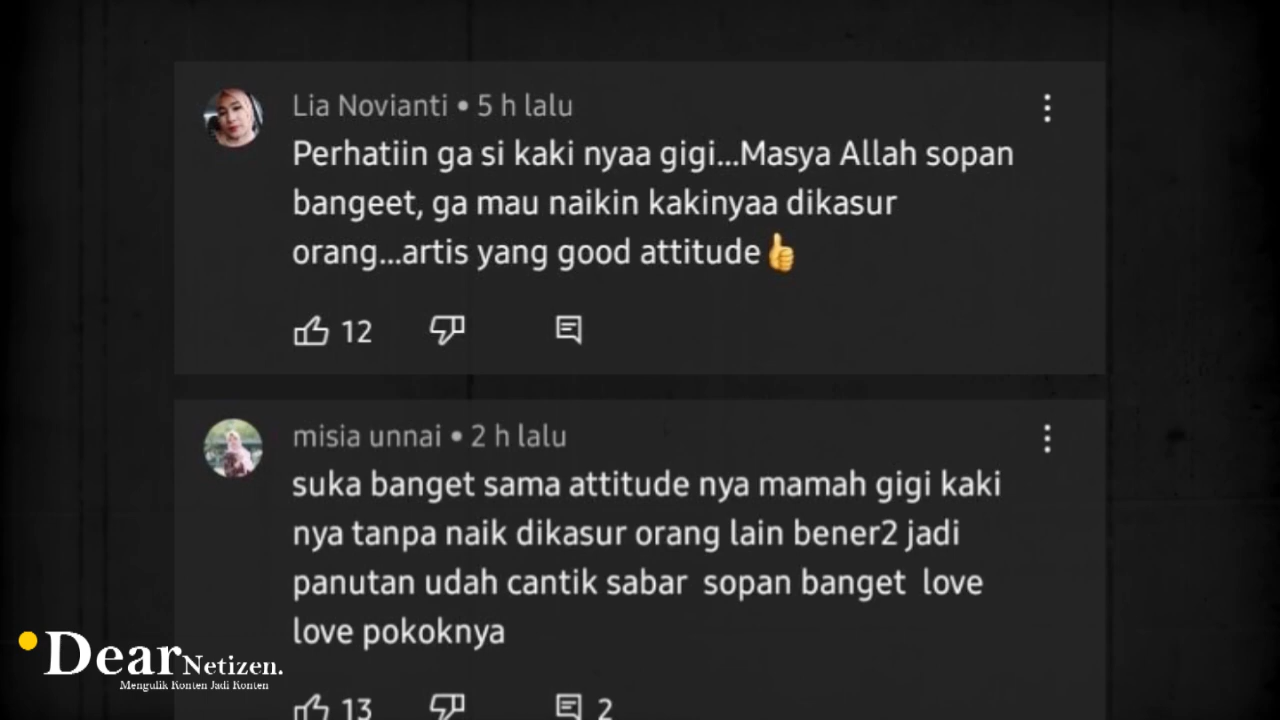 Lia Novianti • 5 h lalu
Perhatiin ga si kaki nyaa gigi...Masya Allah sopan
bangeet, ga mau naikin kakinyaa dikasur
orang...artis yang good attitude👍
12
misia unnai • 2 h lalu
suka banget sama attitude nya mamah gigi kaki
nya tanpa naik dikasur orang lain bener2 jadi
panutan udah cantik sabar  sopan banget  love
love pokoknya
13 2
Dear Netizen.
Mengulik Konten Jadi Konten